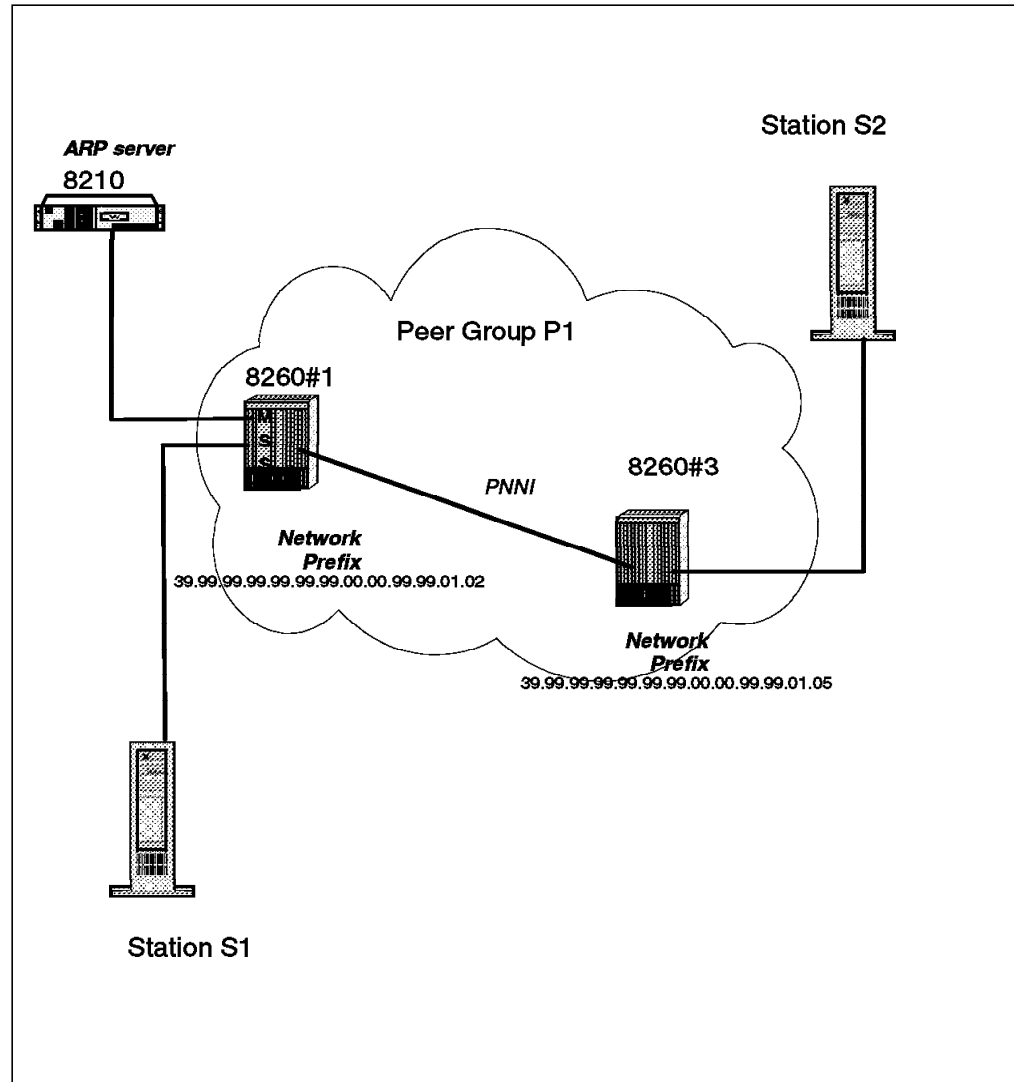 Station S2
ARP server
8210
Peer Group P1
8260#1
M
S
S
8260#3
PNNI
Network
Prefix
39.99.99.99.99.99.99.00.00.99.99.01.02
Network
Prefix
39.99.99.99.99.99.99.00.00.99.99.01.05
Station S1